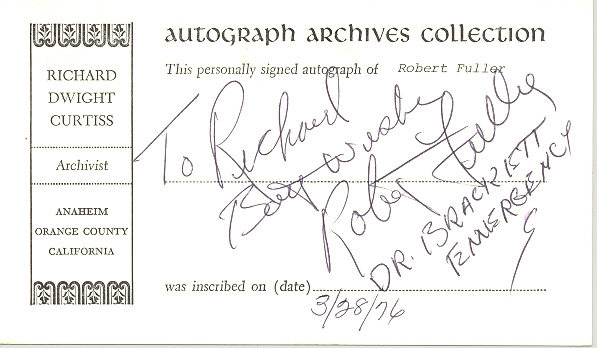 RICHARD
DWIGHT
CURTISS
Archivist
ANAHEIM
ORANGE COUNTY
CALIFORNIA
AUTOGRAPH ARCHIVES COLLECTION
This personally signed autograph of Robert Fuller
To Richard
Best Wishes
Robert Fuller
DR. BRACKETT
EMERGENCY
was inscribed on (date)
3/28/76